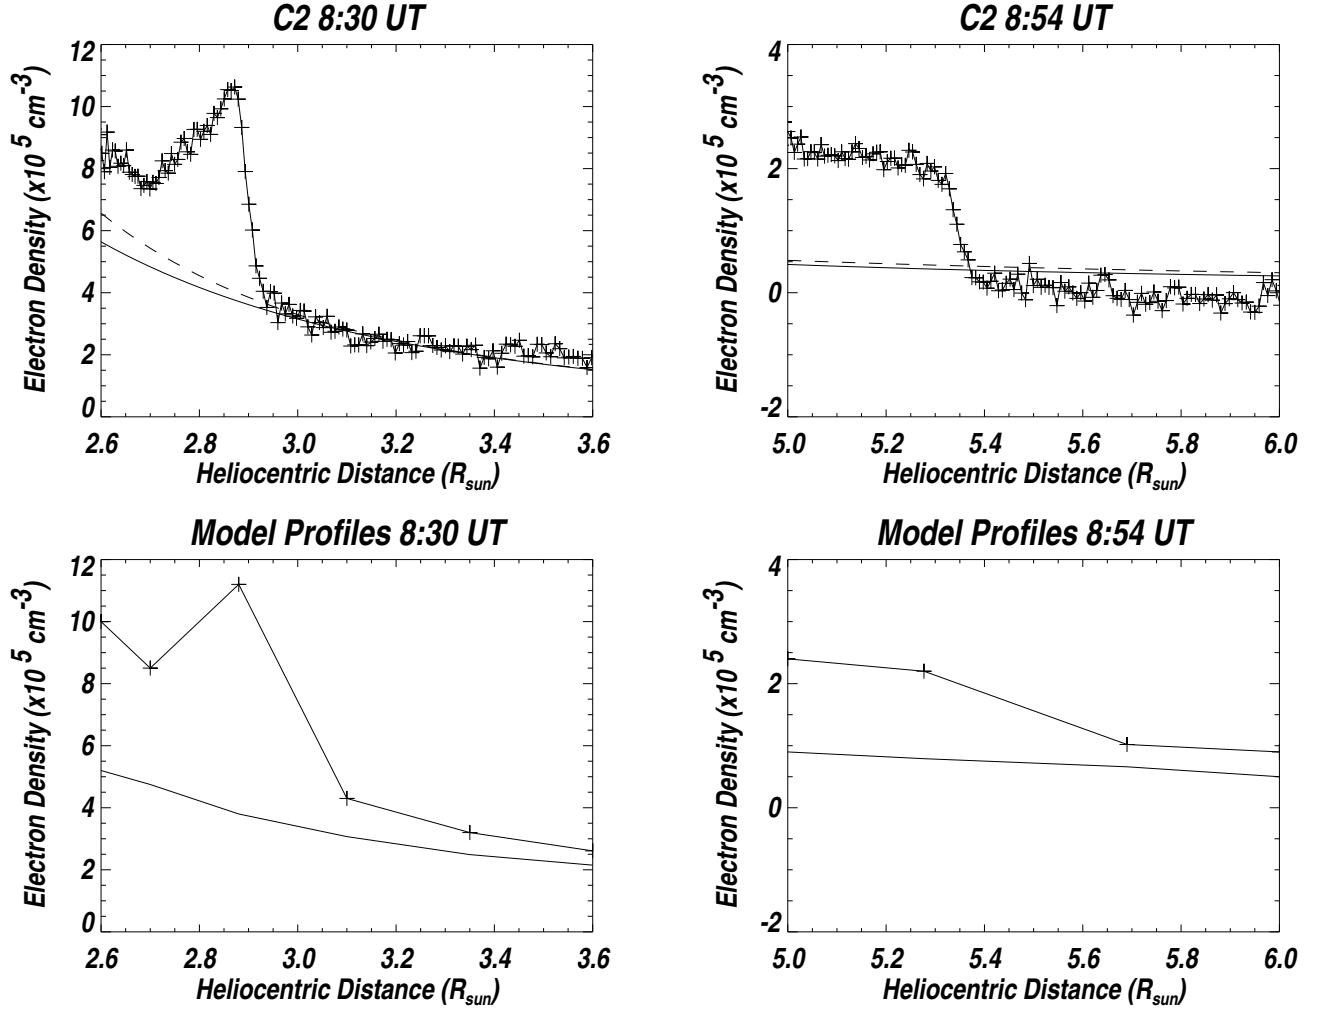 C2 8:30 UT
Electron Density (x10^5 cm^-3)
12
10
8
6
4
2
0
2.6 2.8 3.0 3.2 3.4 3.6
Heliocentric Distance (R_sun)
C2 8:54 UT
Electron Density (x10^5 cm^-3)
4
2
0
-2
5.0 5.2 5.4 5.6 5.8 6.0
Heliocentric Distance (R_sun)
Model Profiles 8:30 UT
Electron Density (x10^5 cm^-3)
12
10
8
6
4
2
0
2.6 2.8 3.0 3.2 3.4 3.6
Heliocentric Distance (R_sun)
Model Profiles 8:54 UT
Electron Density (x10^5 cm^-3)
4
2
0
-2
5.0 5.2 5.4 5.6 5.8 6.0
Heliocentric Distance (R_sun)